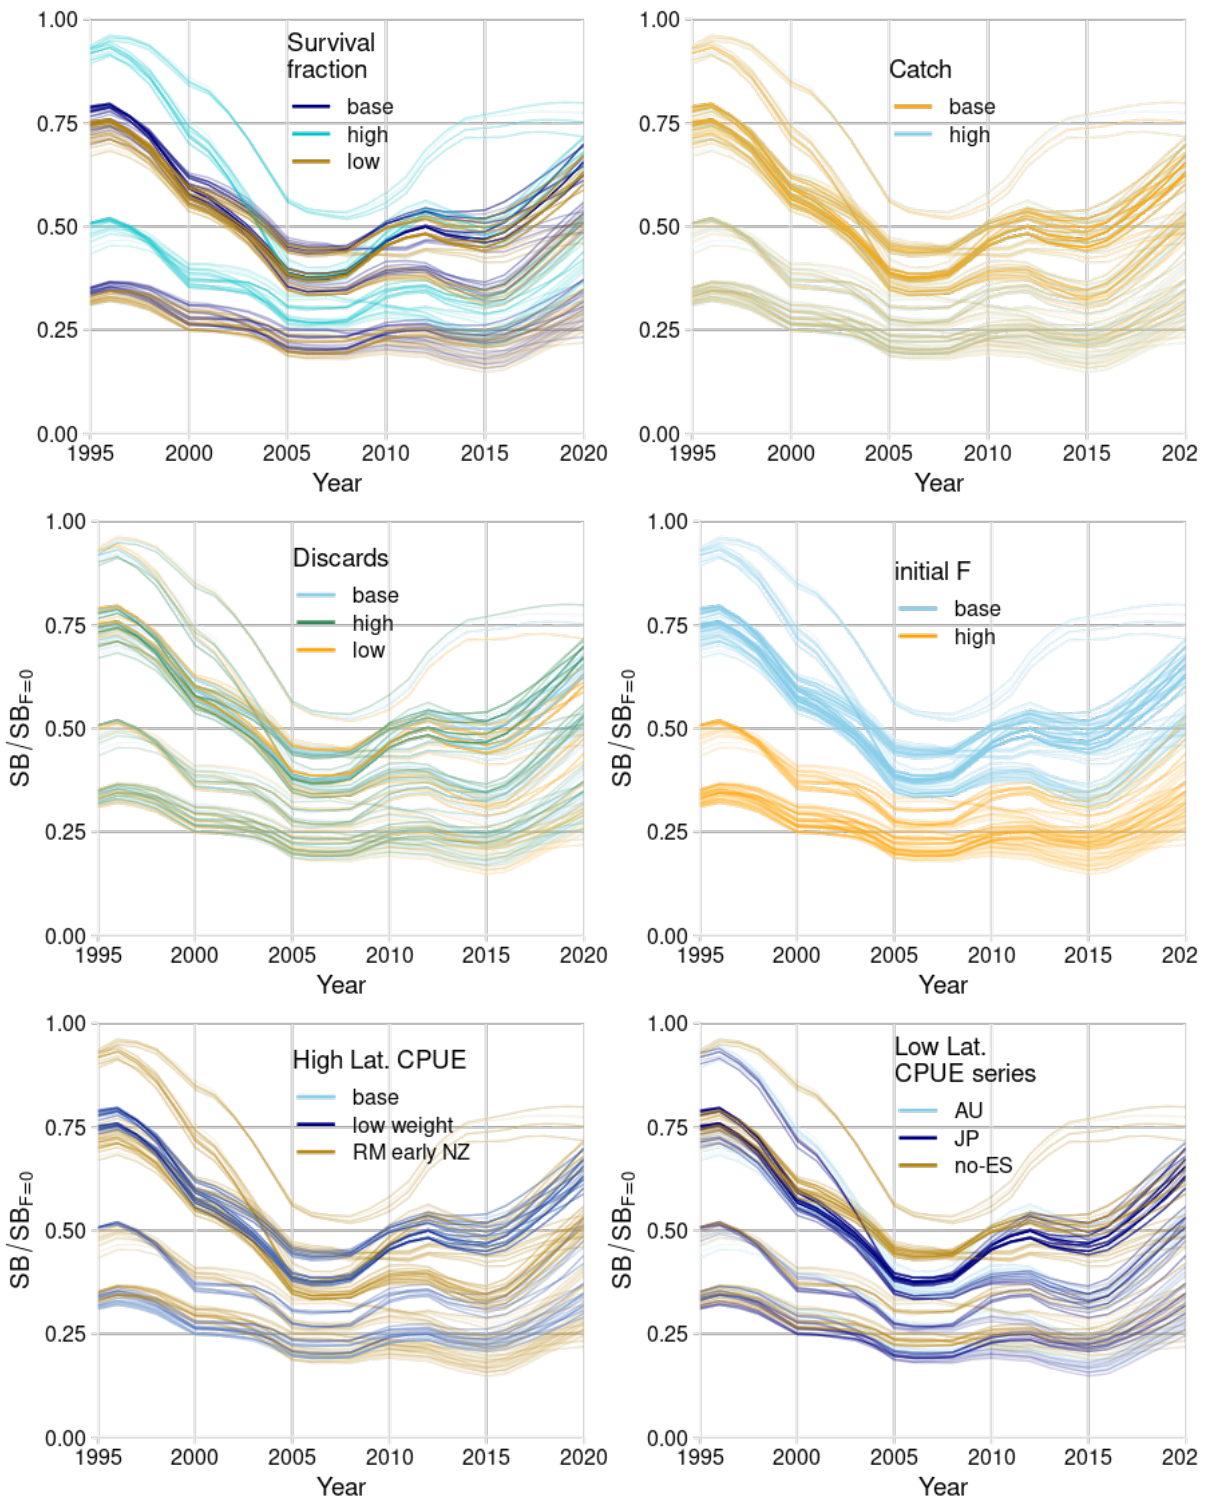 1.00
0.75
0.50
0.25
0.00
1995 2000 2005 2010 2015 2020
Year
Survival
fraction
base
high
low
1.00
0.75
0.50
0.25
0.00
1995 2000 2005 2010 2015 202
Year
Catch
base
high
SB/SBF=0
1.00
0.75
0.50
0.25
0.00
1995 2000 2005 2010 2015 2020
Year
Discards
base
high
low
SB/SBF=0
1.00
0.75
0.50
0.25
0.00
1995 2000 2005 2010 2015 202
Year
initial F
base
high
SB/SBF=0
1.00
0.75
0.50
0.25
0.00
1995 2000 2005 2010 2015 2020
Year
High Lat. CPUE
base
low weight
RM early NZ
SB/SBF=0
1.00
0.75
0.50
0.25
0.00
1995 2000 2005 2010 2015 202
Year
Low Lat.
CPUE series
AU
JP
no-ES